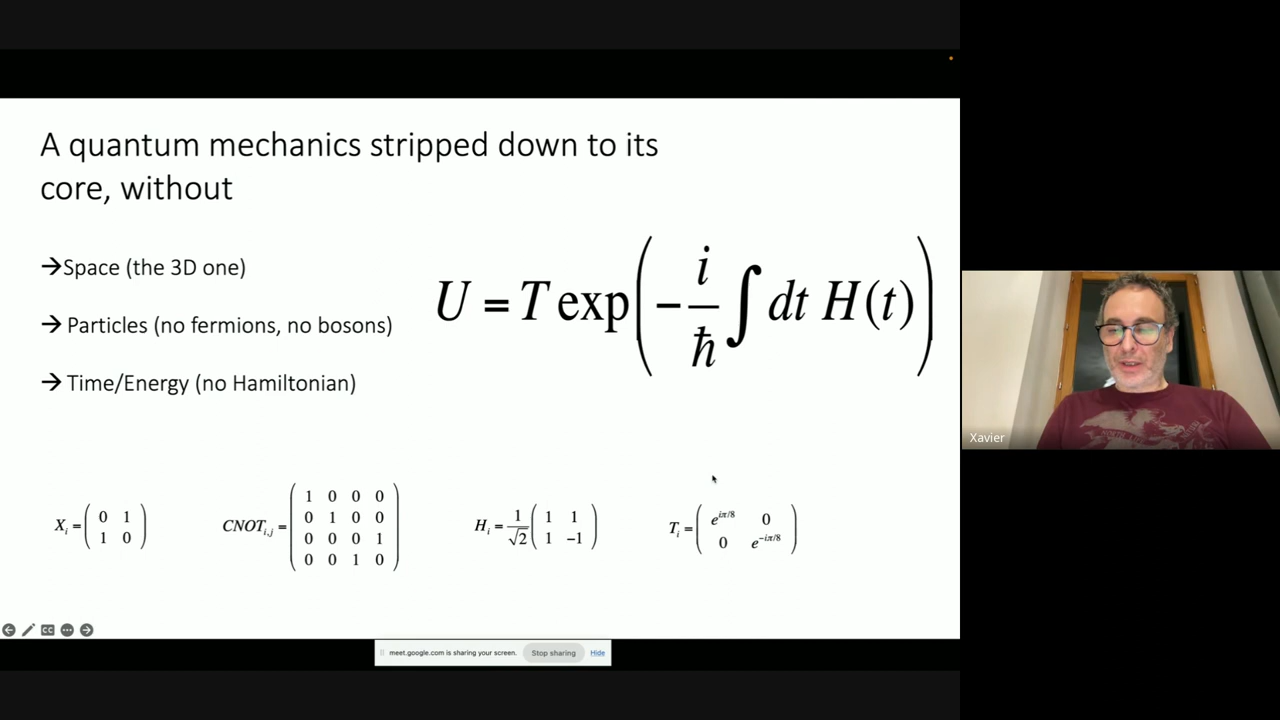 A quantum mechanics stripped down to its
core, without
→Space (the 3D one)
→ Particles (no fermions, no bosons)
→ Time/Energy (no Hamiltonian)
U = T exp(−i/ħ ∫ dt H(t))
X_i = ( 0 1
1 0 )
CNOT_{i,j} = ( 1 0 0 0
0 1 0 0
0 0 0 1
0 0 1 0 )
H_i = 1/√2 ( 1 1
1 −1 )
T_i = ( e^{iπ/8} 0
0 e^{−iπ/8} )
Xavier
CC
meet.google.com is sharing your screen. Stop sharing Hide